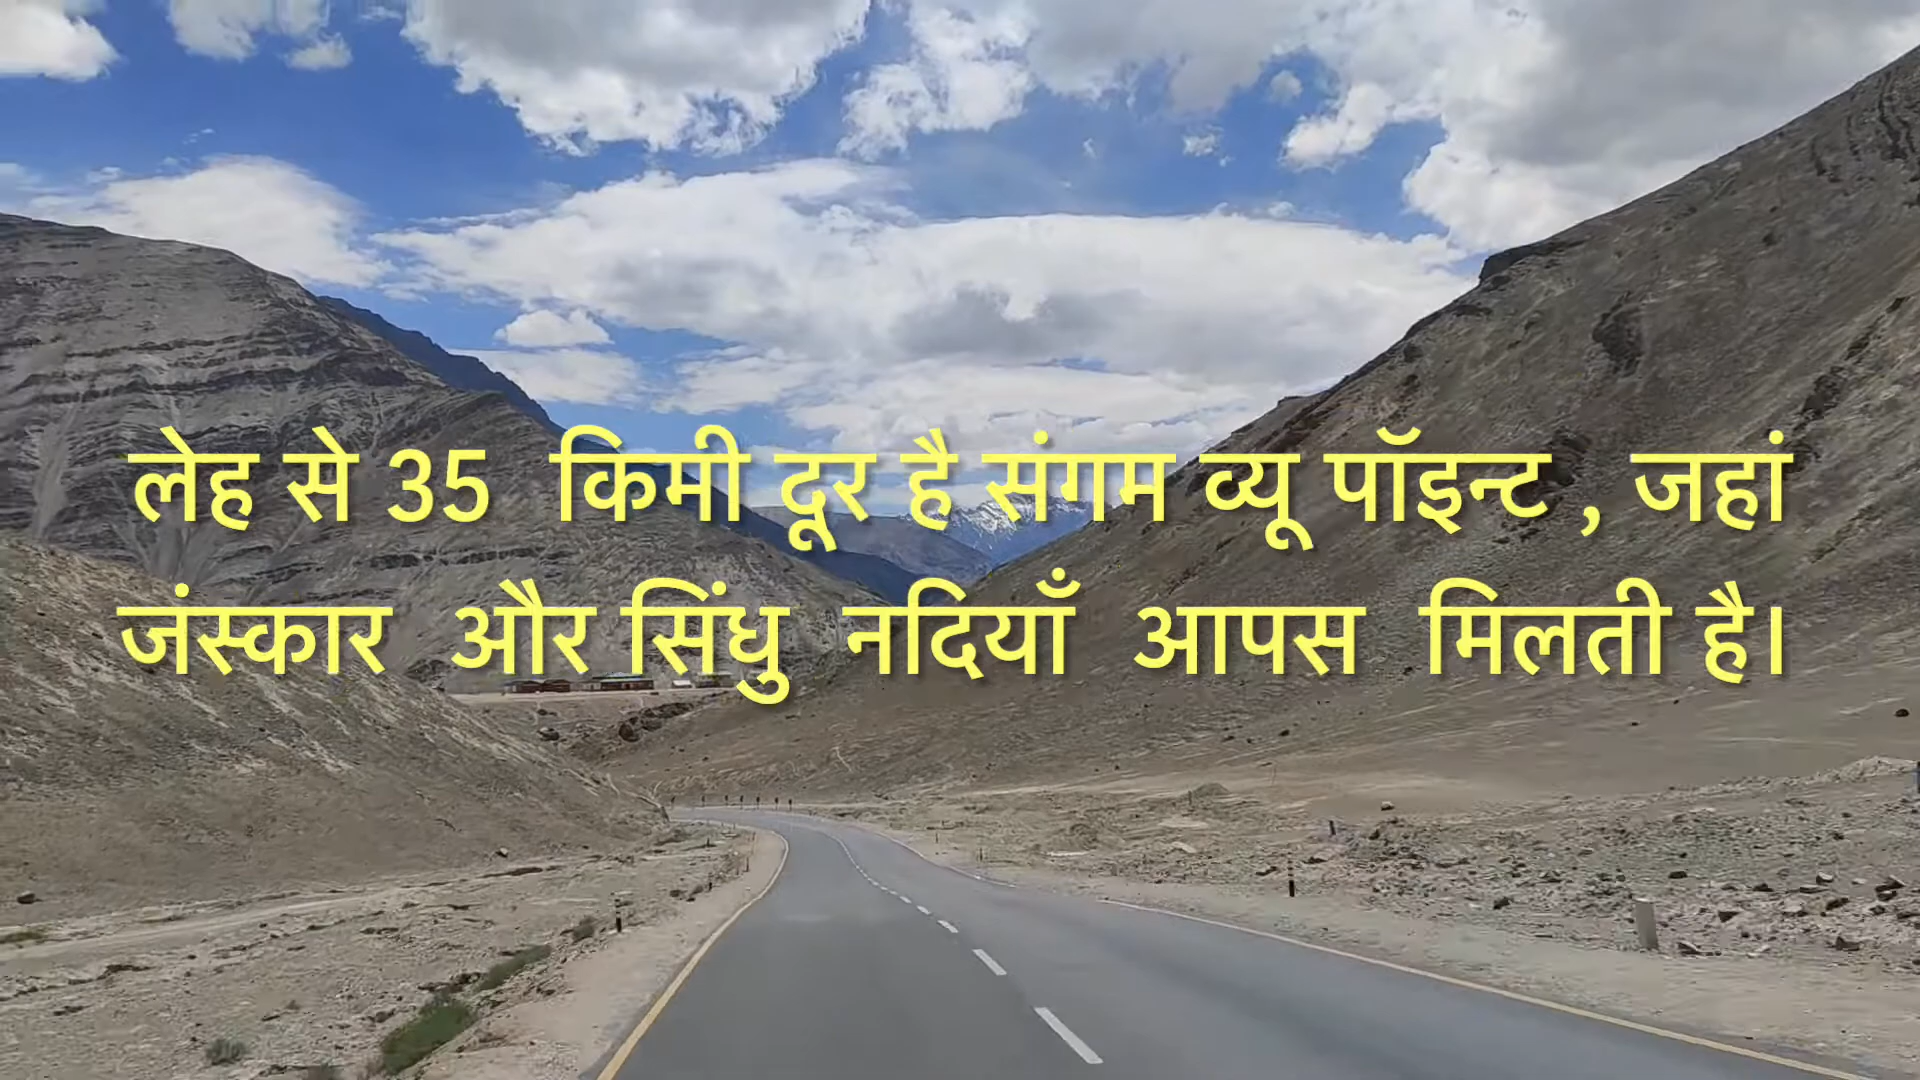 लेह से 35 किमी दूर है संगम व्यू पॉइन्ट , जहां
जंस्कार और सिंधु नदियाँ आपस मिलती है।